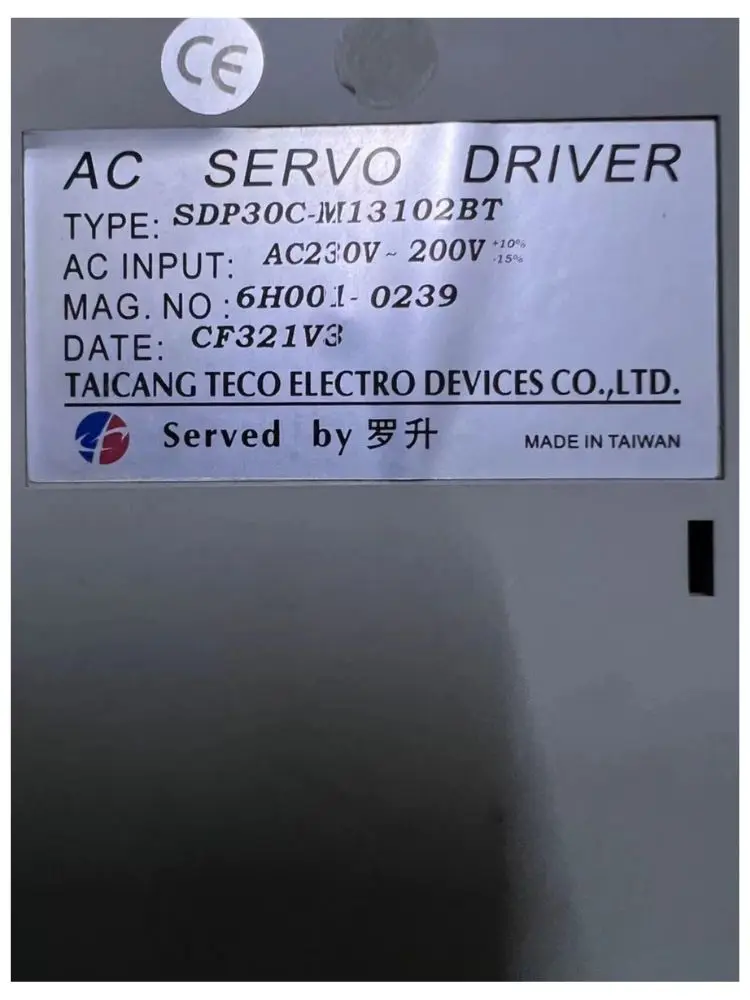 CE
AC SERVO DRIVER
TYPE: SDP30C-M13102BT
AC INPUT: AC230V~200V +10% -15%
MAG. NO: 6H001-0239
DATE: CF321V3
TAICANG TECO ELECTRO DEVICES CO.,LTD.
Served by 罗升 MADE IN TAIWAN